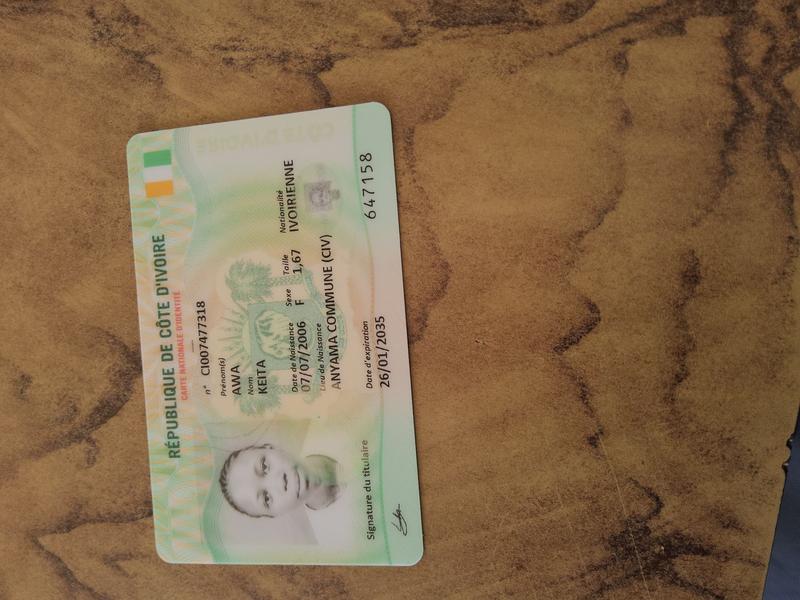 RÉPUBLIQUE DE CÔTE D'IVOIRE
CARTE NATIONALE D'IDENTITÉ
CÔTE D'IVOIRE
n° CI007477318
Prénom(s)
AWA
Nom
KEITA
Date de Naissance Sexe Taille Nationalité
07/07/2006 F 1,67 IVOIRIENNE
Lieu de Naissance
ANYAMA COMMUNE (CIV)
Signature du titulaire Date d'expiration
26/01/2035
647158